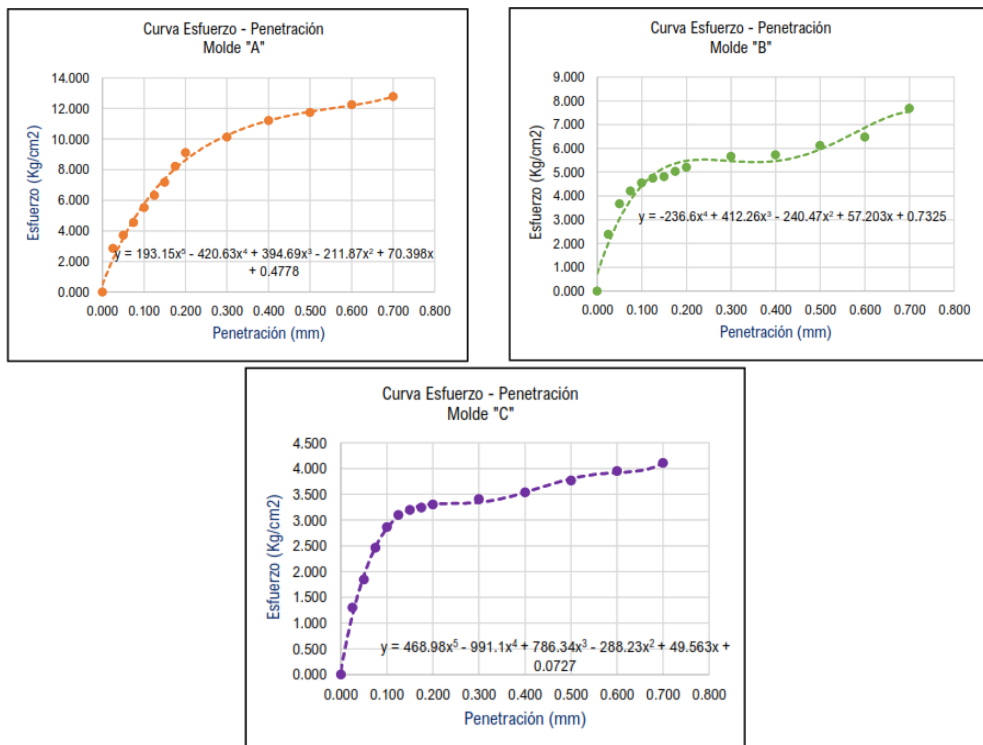 Curva Esfuerzo - Penetración
Molde "A"
14.000
12.000
10.000
8.000
6.000
4.000
2.000
0.000
Esfuerzo (Kg/cm2)
y = 193.15x⁵ - 420.63x⁴ + 394.69x³ - 211.87x² + 70.398x
+ 0.4778
0.000 0.100 0.200 0.300 0.400 0.500 0.600 0.700 0.800
Penetración (mm)
Curva Esfuerzo - Penetración
Molde "B"
9.000
8.000
7.000
6.000
5.000
4.000
3.000
2.000
1.000
0.000
Esfuerzo (Kg/cm2)
y = -236.6x⁴ + 412.26x³ - 240.47x² + 57.203x + 0.7325
0.000 0.100 0.200 0.300 0.400 0.500 0.600 0.700 0.800
Penetración (mm)
Curva Esfuerzo - Penetración
Molde "C"
4.500
4.000
3.500
3.000
2.500
2.000
1.500
1.000
0.500
0.000
Esfuerzo (Kg/cm2)
y = 468.98x⁵ - 991.1x⁴ + 786.34x³ - 288.23x² + 49.563x +
0.0727
0.000 0.100 0.200 0.300 0.400 0.500 0.600 0.700 0.800
Penetración (mm)